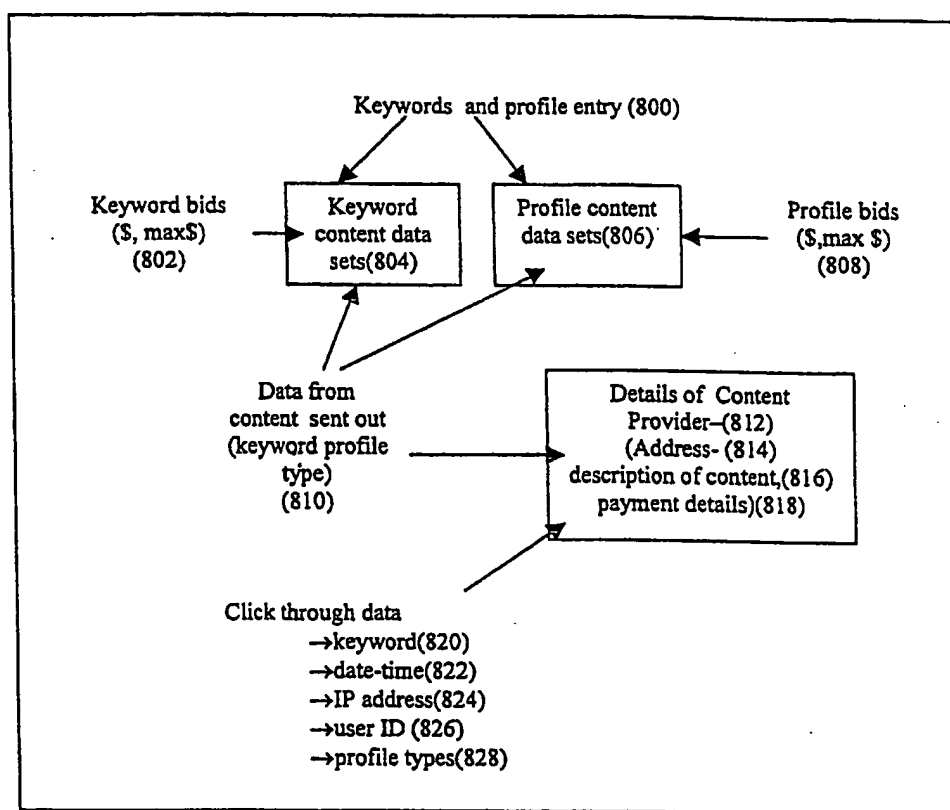 Keywords and profile entry (800)
Keyword bids
($, max$)
(802)
Keyword
content data
sets(804)
Profile content
data sets(806)
Profile bids
($,max $)
(808)
Data from
content sent out
(keyword profile
type)
(810)
Details of Content
Provider–(812)
(Address- (814)
description of content,(816)
payment details)(818)
Click through data
→keyword(820)
→date-time(822)
→IP address(824)
→user ID (826)
→profile types(828)